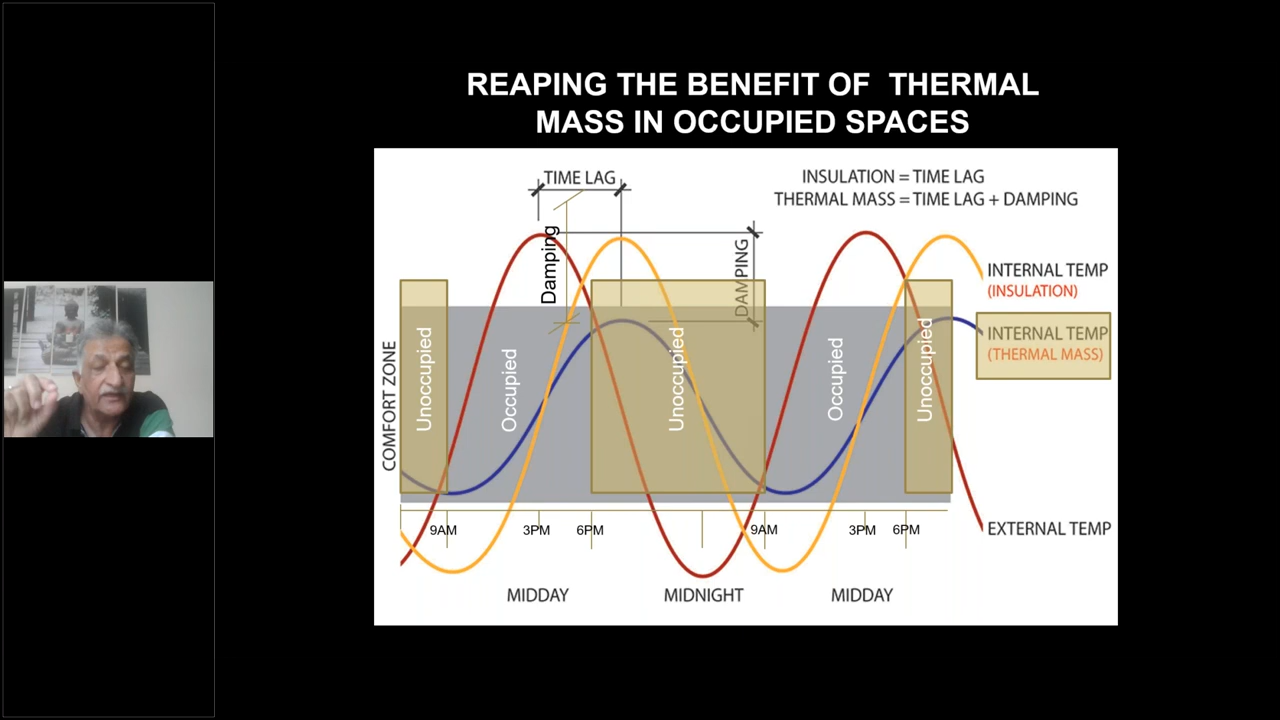 REAPING THE BENEFIT OF THERMAL
MASS IN OCCUPIED SPACES
TIME LAG
INSULATION = TIME LAG
THERMAL MASS = TIME LAG + DAMPING
Damping
DAMPING
INTERNAL TEMP
(INSULATION)
INTERNAL TEMP
(THERMAL MASS)
COMFORT ZONE
Unoccupied
Occupied
Unoccupied
Occupied
Unoccupied
EXTERNAL TEMP
9AM 3PM 6PM 9AM 3PM 6PM
MIDDAY MIDNIGHT MIDDAY